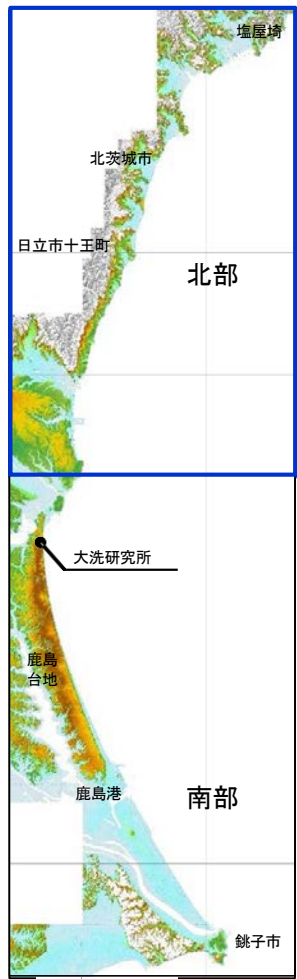 塩屋埼
北茨城市
日立市十王町
北部
大洗研究所
鹿島
台地
鹿島港
南部
銚子市